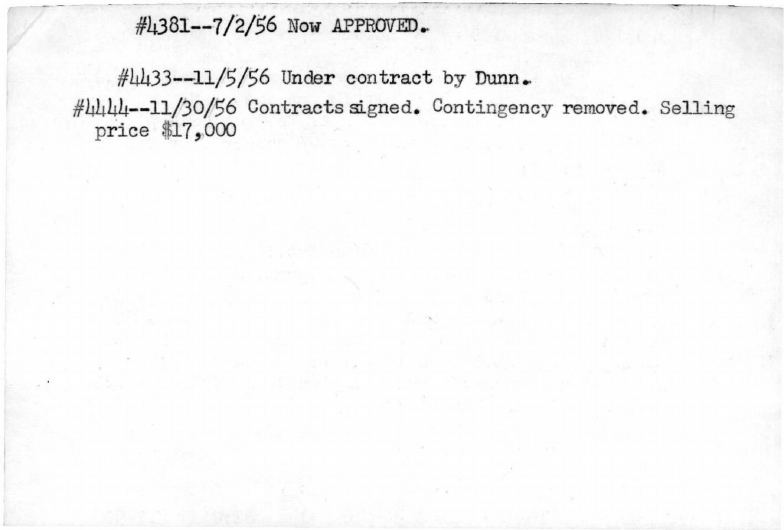 #4381--7/2/56 Now APPROVED.
#4433--11/5/56 Under contract by Dunn.
#4444--11/30/56 Contracts signed. Contingency removed. Selling
price $17,000